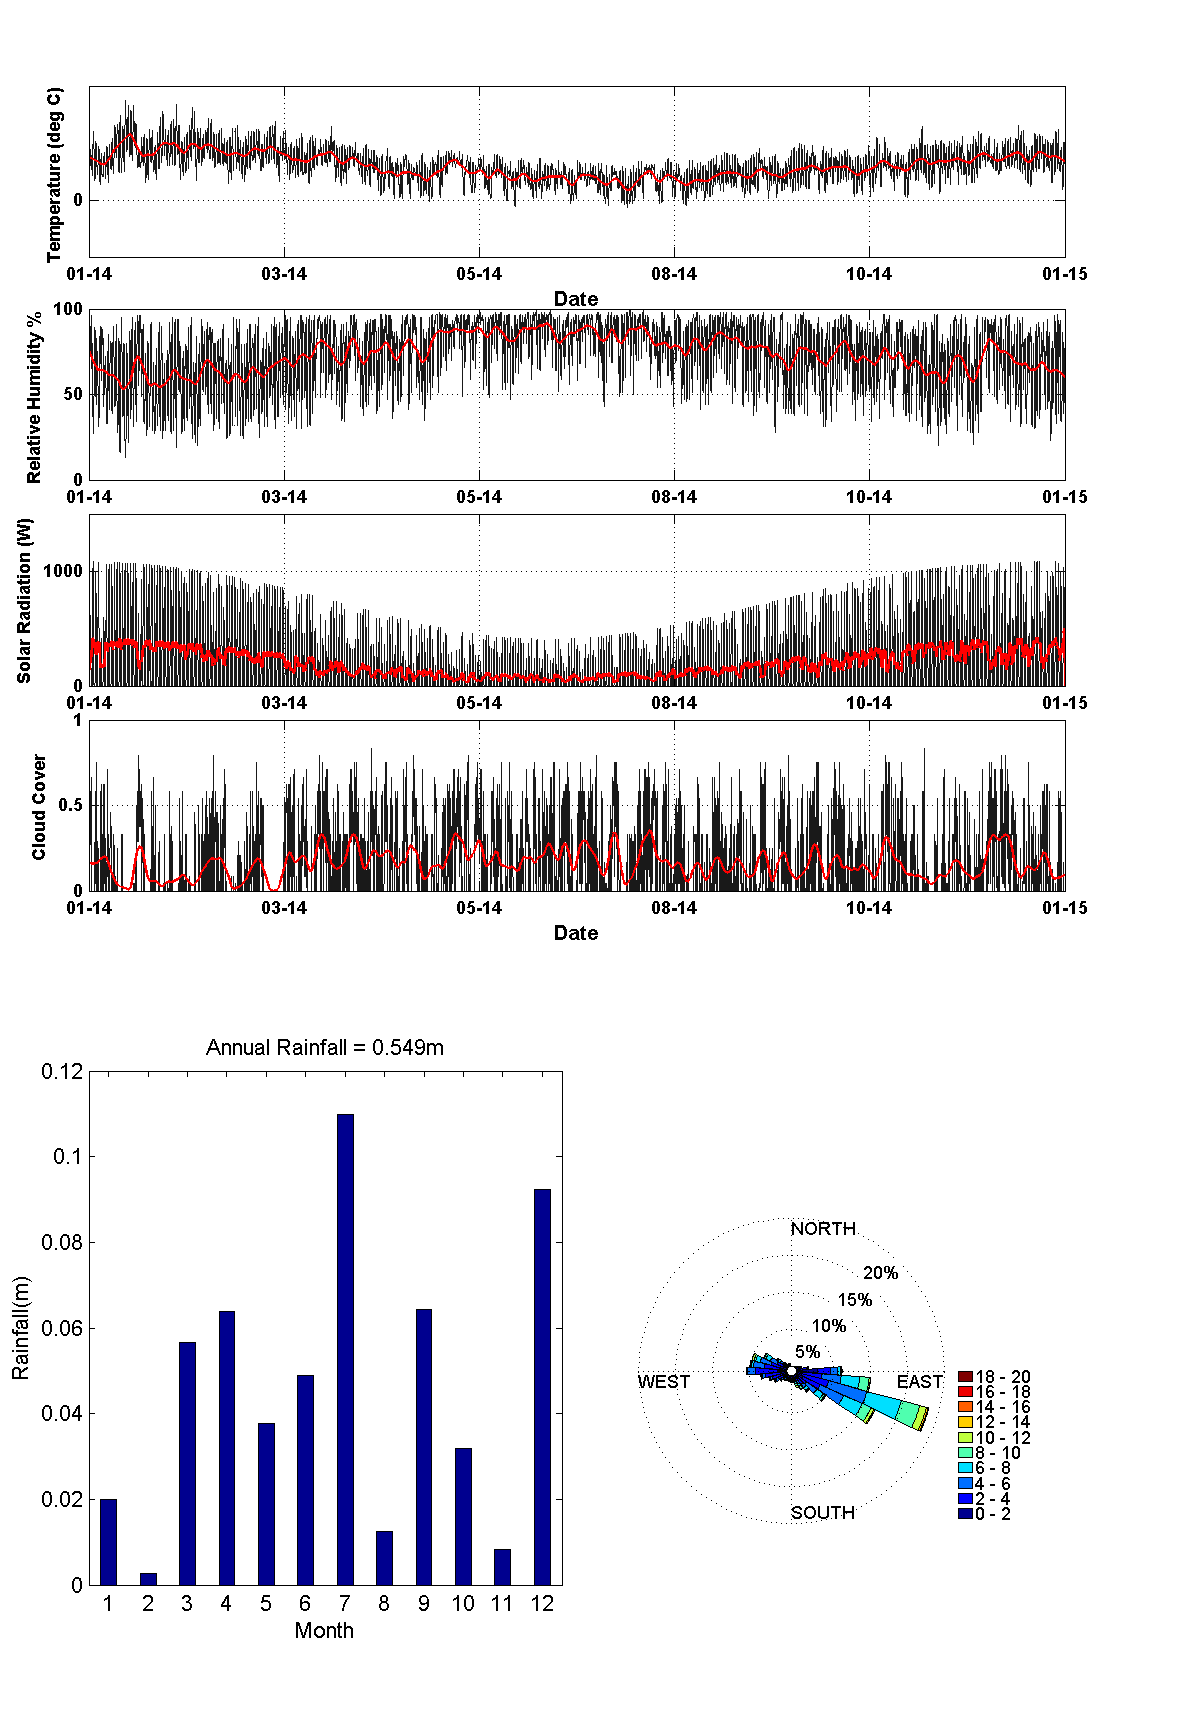 Temperature (deg C)
0
01-14 03-14 05-14 08-14 10-14 01-15
Date
Relative Humidity %
100
50
0
01-14 03-14 05-14 08-14 10-14 01-15
Solar Radiation (W)
1000
0
01-14 03-14 05-14 08-14 10-14 01-15
Cloud Cover
1
0.5
0
01-14 03-14 05-14 08-14 10-14 01-15
Date
Annual Rainfall = 0.549m
Rainfall(m)
0.12
0.1
0.08
0.06
0.04
0.02
0
1 2 3 4 5 6 7 8 9 10 11 12
Month
NORTH
20%
15%
10%
5%
WEST
EAST
SOUTH
18 - 20
16 - 18
14 - 16
12 - 14
10 - 12
8 - 10
6 - 8
4 - 6
2 - 4
0 - 2